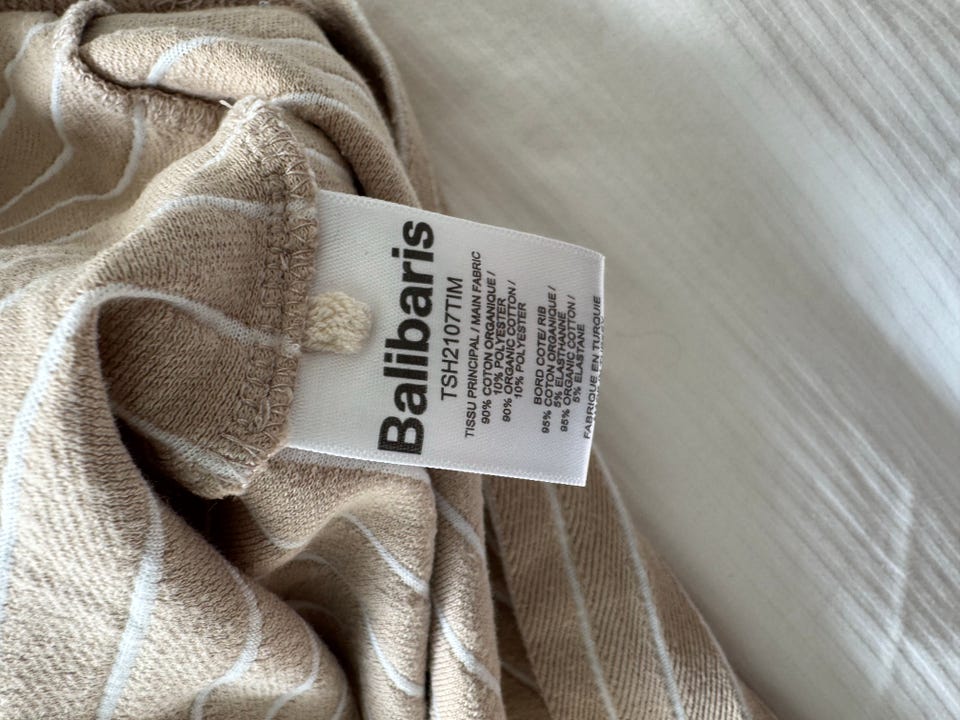 Balibaris
TSH2107TIM
TISSU PRINCIPAL / MAIN FABRIC
90% COTON ORGANIQUE /
10% POLYESTER
90% ORGANIC COTTON /
10% POLYESTER
BORD COTE/ RIB
95% COTON ORGANIQUE /
5% ELASTHANNE
95% ORGANIC COTTON /
5% ELASTANE
FABRIQUE EN TURQUIE